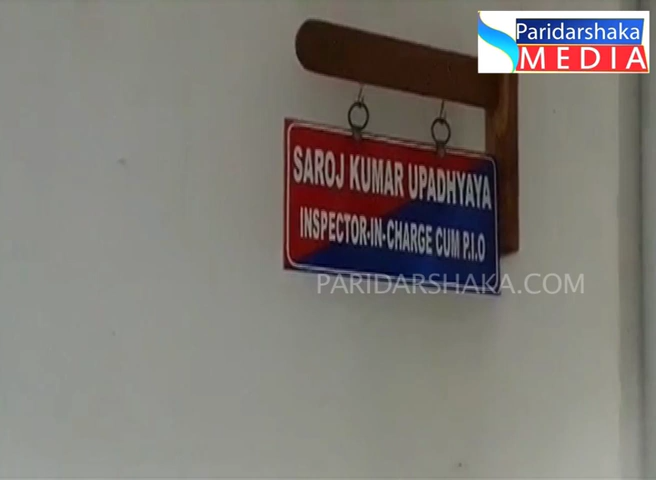 Paridarshaka
MEDIA
SAROJ KUMAR UPADHYAYA
INSPECTOR-IN-CHARGE CUM P.I.O
PARIDARSHAKA.COM